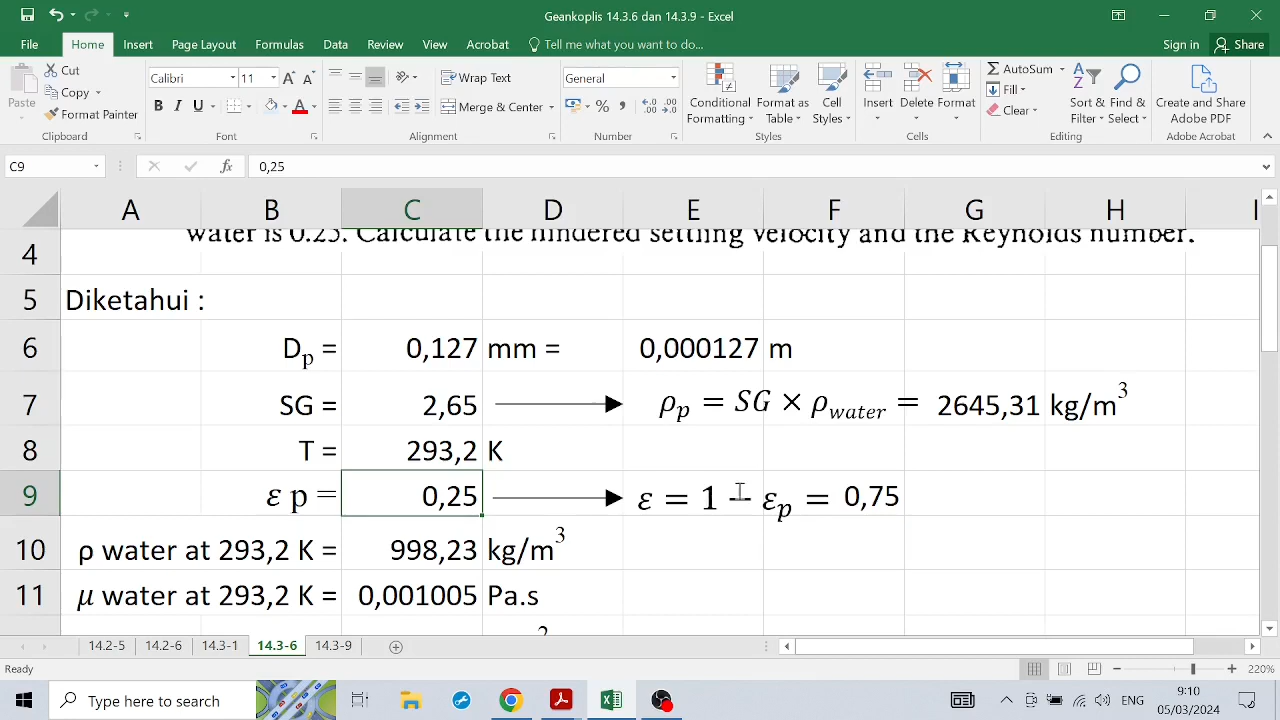 Geankoplis 14.3.6 dan 14.3.9 - Excel
File Home Insert Page Layout Formulas Data Review View Acrobat Tell me what you want to do... Sign in Share
Paste Cut Copy Format Painter Clipboard
Calibri 11 B I U A A A Font
Wrap Text Merge & Center Alignment
General % , Number
Conditional Formatting Format as Table Cell Styles Styles
Insert Delete Format Cells
AutoSum Fill Clear Sort & Filter Find & Select Editing
Create and Share Adobe PDF Adobe Acrobat
C9 fx 0,25
A B C D E F G H I
4 water is 0.25. Calculate the hindered settling velocity and the Reynolds number.
5 Diketahui :
6 Dp = 0,127 mm = 0,000127 m
7 SG = 2,65 ρp = SG × ρwater = 2645,31 kg/m3
8 T = 293,2 K
9 ε p = 0,25 ε = 1 − εp = 0,75
10 ρ water at 293,2 K = 998,23 kg/m3
11 μ water at 293,2 K = 0,001005 Pa.s
2
14.2-5 14.2-6 14.3-1 14.3-6 14.3-9
Ready 220%
Type here to search ENG 9:10
05/03/2024